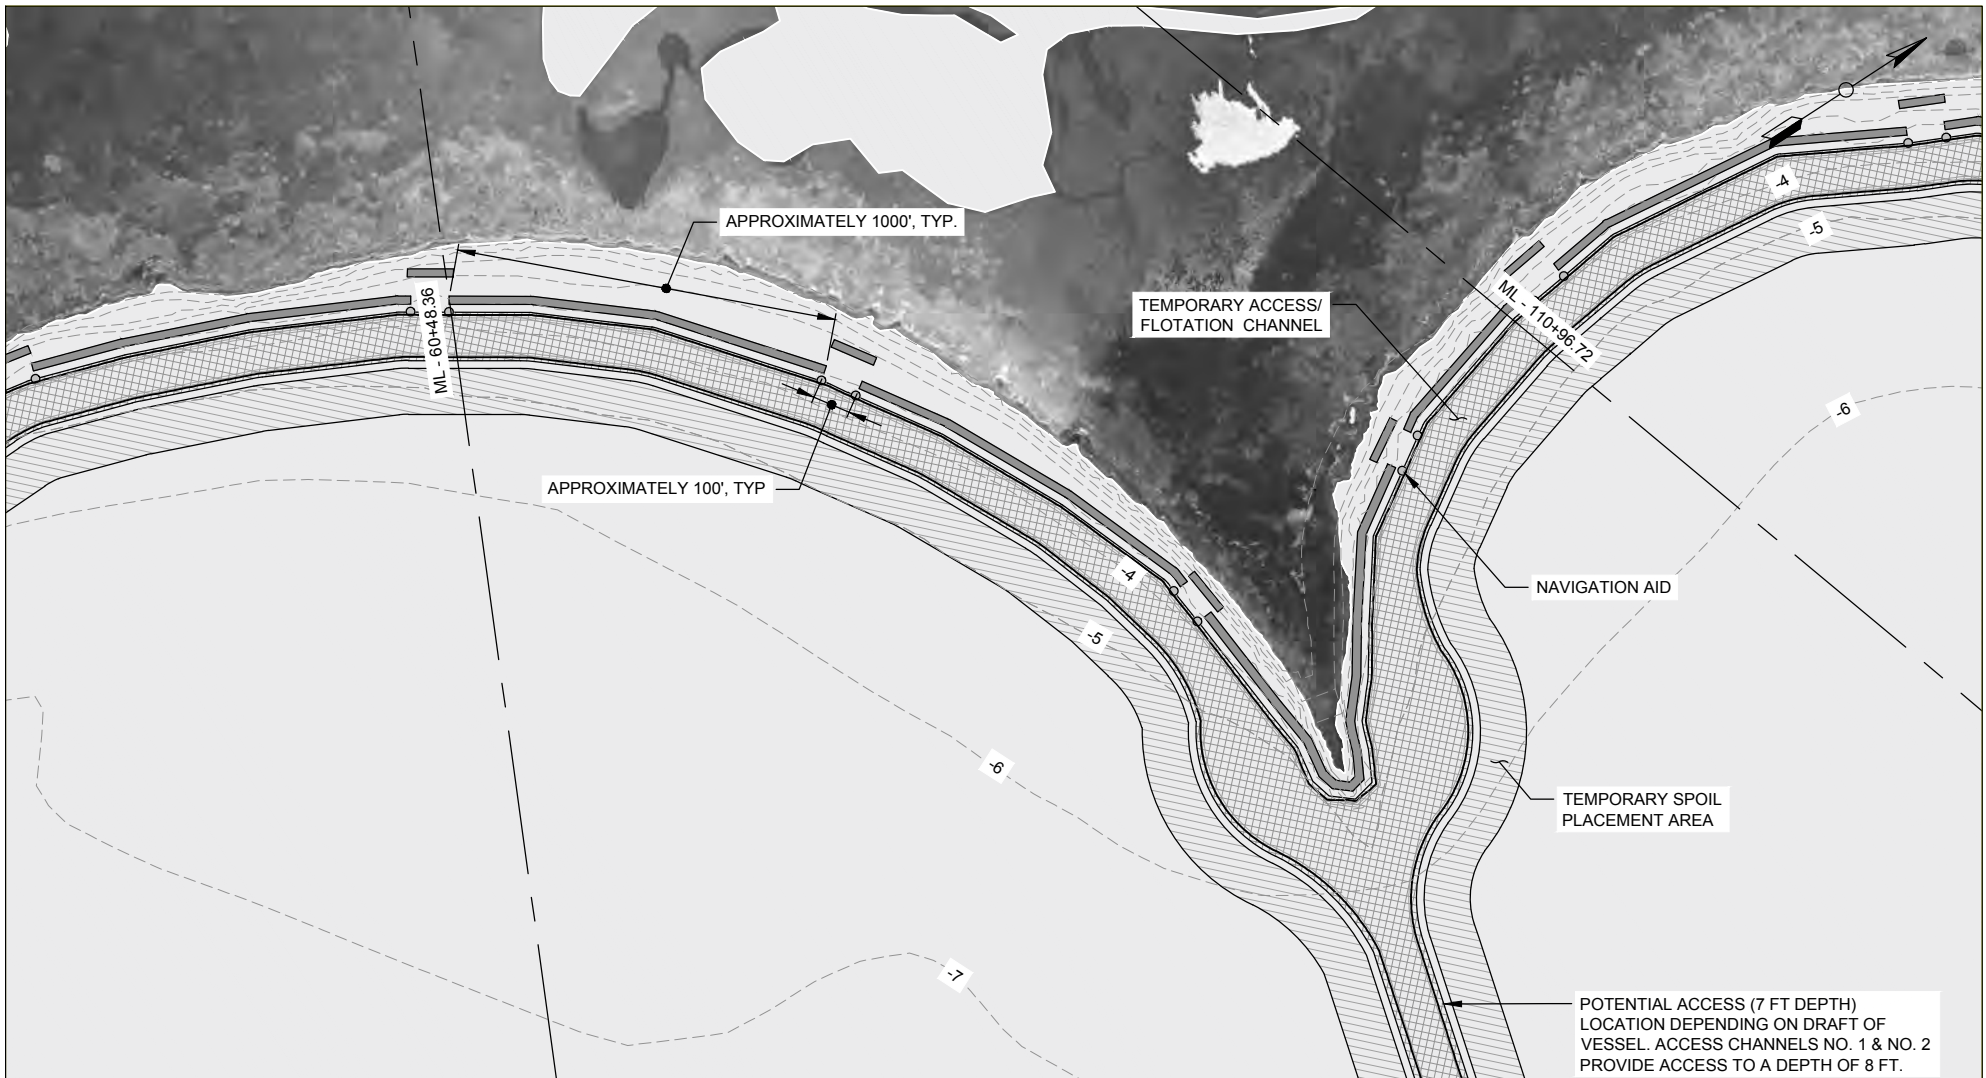 APPROXIMATELY 1000', TYP.
ML - 60+48.36
TEMPORARY ACCESS/
FLOTATION CHANNEL
ML - 110+96.72
-4
-5
-6
APPROXIMATELY 100', TYP
-4
-5
NAVIGATION AID
-6
TEMPORARY SPOIL
PLACEMENT AREA
-7
POTENTIAL ACCESS (7 FT DEPTH)
LOCATION DEPENDING ON DRAFT OF
VESSEL. ACCESS CHANNELS NO. 1 & NO. 2
PROVIDE ACCESS TO A DEPTH OF 8 FT.